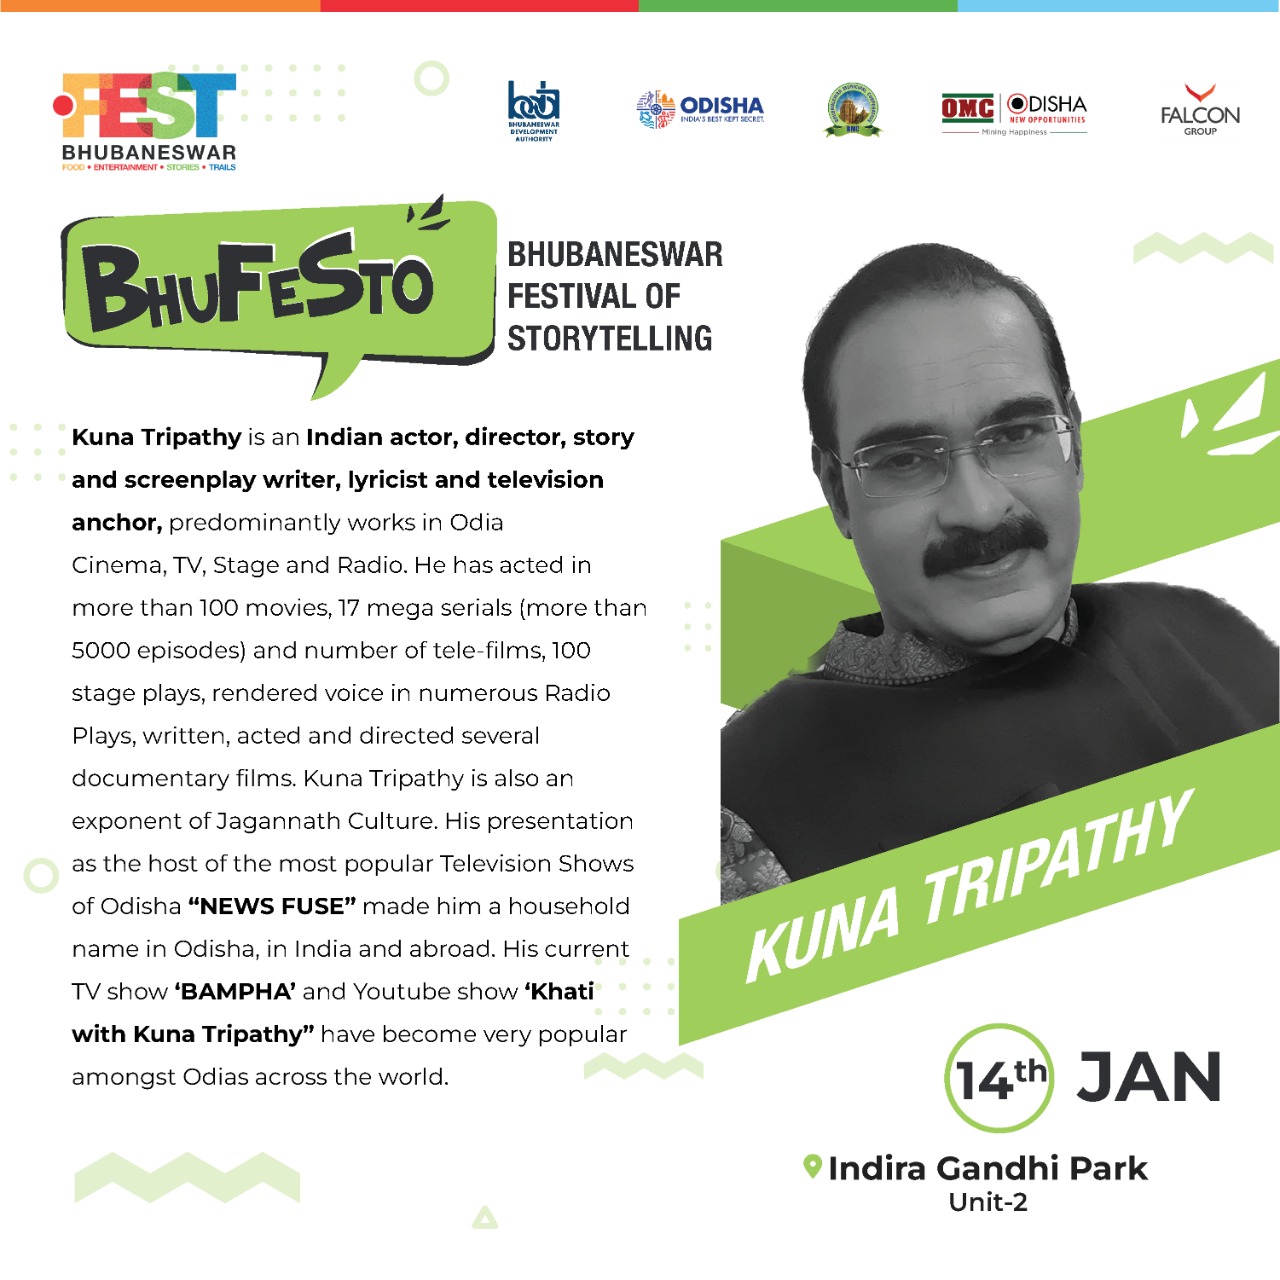 .FEST
BHUBANESWAR
FOOD • ENTERTAINMENT • STORIES • TRAILS
bda
BHUBANESWAR
DEVELOPMENT
AUTHORITY
ODISHA
INDIA'S BEST KEPT SECRET.
BMC
OMC
ODISHA
NEW OPPORTUNITIES
Mining Happiness
FALCON
GROUP
BHUFESTO
BHUBANESWAR
FESTIVAL OF
STORYTELLING
Kuna Tripathy is an Indian actor, director, story
and screenplay writer, lyricist and television
anchor, predominantly works in Odia
Cinema, TV, Stage and Radio. He has acted in
more than 100 movies, 17 mega serials (more than
5000 episodes) and number of tele-films, 100
stage plays, rendered voice in numerous Radio
Plays, written, acted and directed several
documentary films. Kuna Tripathy is also an
exponent of Jagannath Culture. His presentation
as the host of the most popular Television Shows
of Odisha “NEWS FUSE” made him a household
name in Odisha, in India and abroad. His current
TV show ‘BAMPHA’ and Youtube show ‘Khati
with Kuna Tripathy” have become very popular
amongst Odias across the world.
KUNA TRIPATHY
14th JAN
Indira Gandhi Park
Unit-2